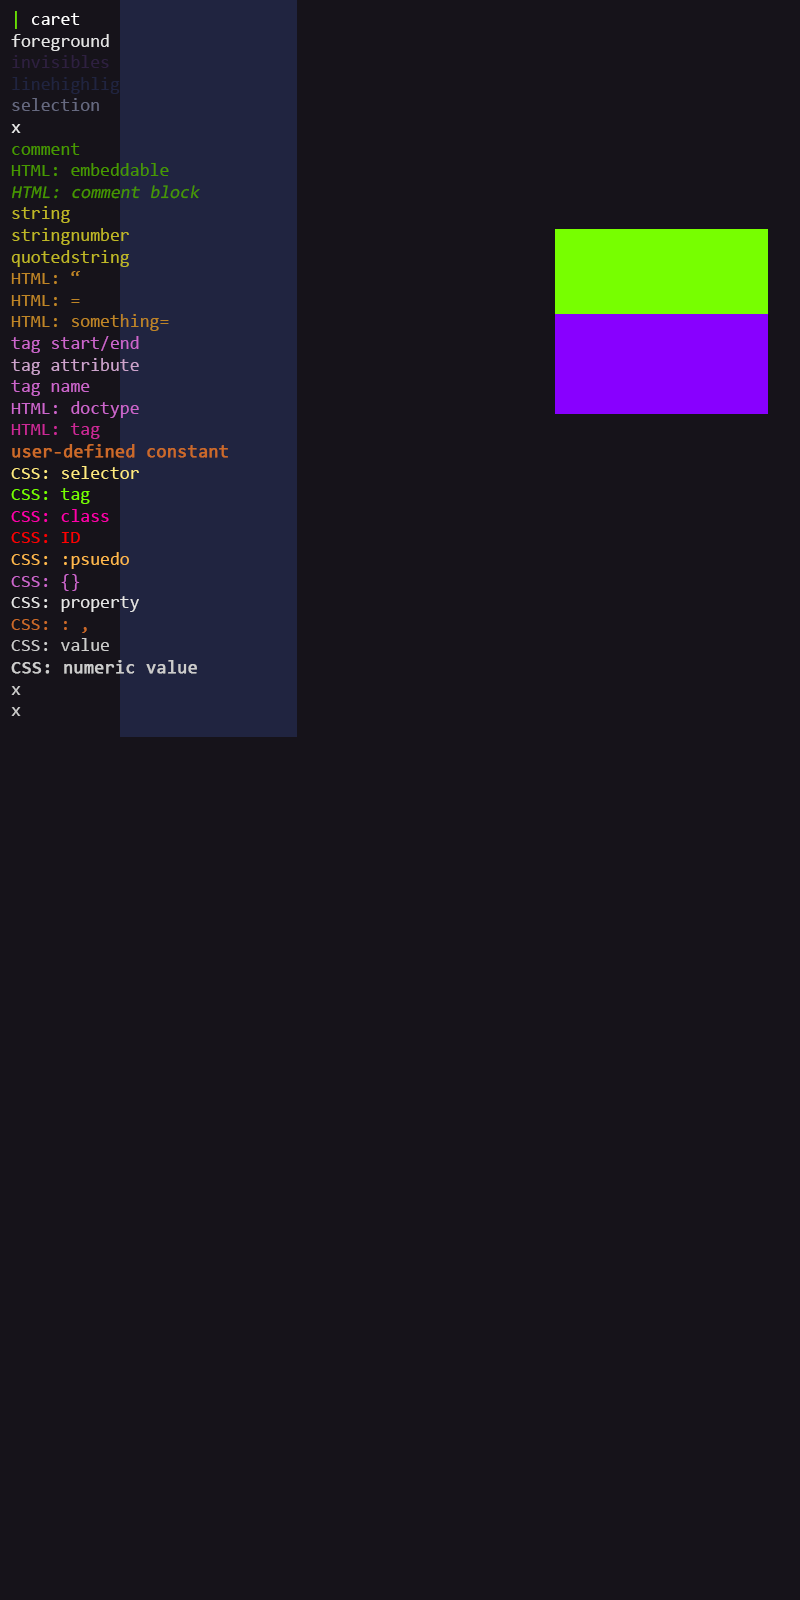 | caret
foreground
invisibles
linehighlig
selection
x
comment
HTML: embeddable
HTML: comment block
string
stringnumber
quotedstring
HTML: “
HTML: =
HTML: something=
tag start/end
tag attribute
tag name
HTML: doctype
HTML: tag
user-defined constant
CSS: selector
CSS: tag
CSS: class
CSS: ID
CSS: :psuedo
CSS: {}
CSS: property
CSS: : ,
CSS: value
CSS: numeric value
x
x